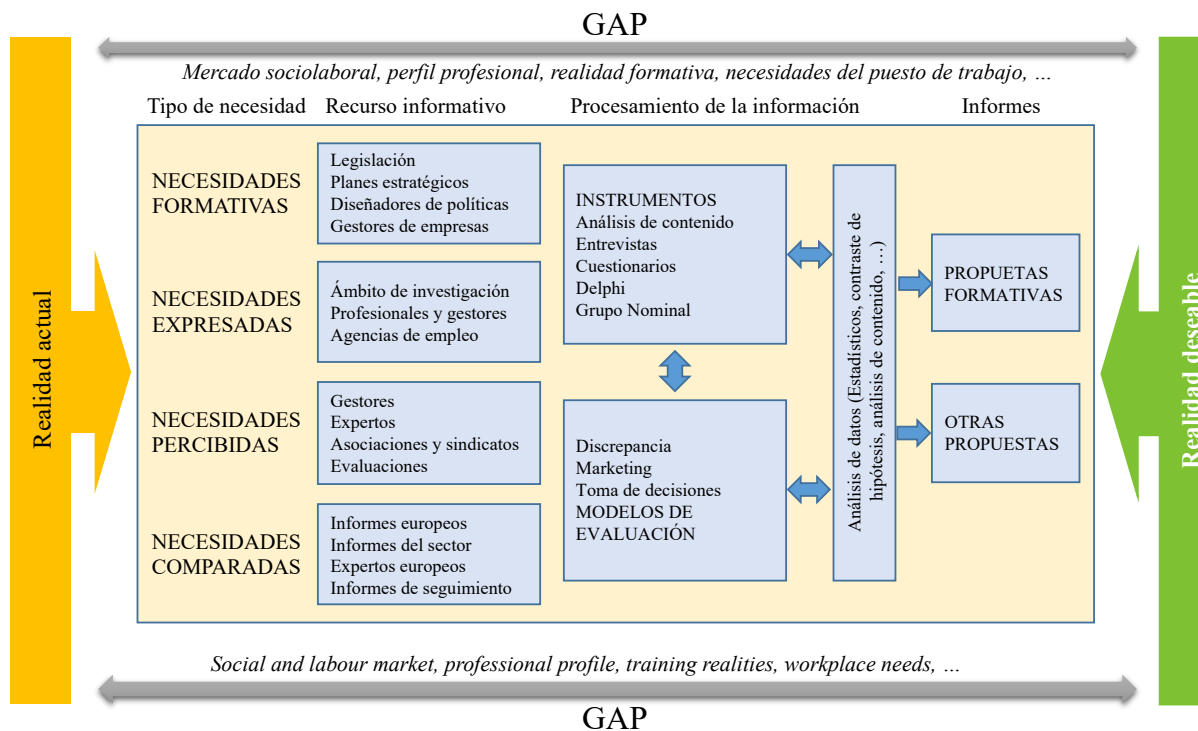 GAP
Mercado sociolaboral, perfil profesional, realidad formativa, necesidades del puesto de trabajo, …
Tipo de necesidad
Recurso informativo
Procesamiento de la información
Informes
Realidad actual
NECESIDADES
FORMATIVAS
Legislación
Planes estratégicos
Diseñadores de políticas
Gestores de empresas
NECESIDADES
EXPRESADAS
Ámbito de investigación
Profesionales y gestores
Agencias de empleo
NECESIDADES
PERCIBIDAS
Gestores
Expertos
Asociaciones y sindicatos
Evaluaciones
NECESIDADES
COMPARADAS
Informes europeos
Informes del sector
Expertos europeos
Informes de seguimiento
INSTRUMENTOS
Análisis de contenido
Entrevistas
Cuestionarios
Delphi
Grupo Nominal
Discrepancia
Marketing
Toma de decisiones
MODELOS DE
EVALUACIÓN
Análisis de datos (Estadísticos, contraste de
hipótesis, análisis de contenido, …)
PROPUETAS
FORMATIVAS
OTRAS
PROPUESTAS
Realidad deseable
Social and labour market, professional profile, training realities, workplace needs, …
GAP